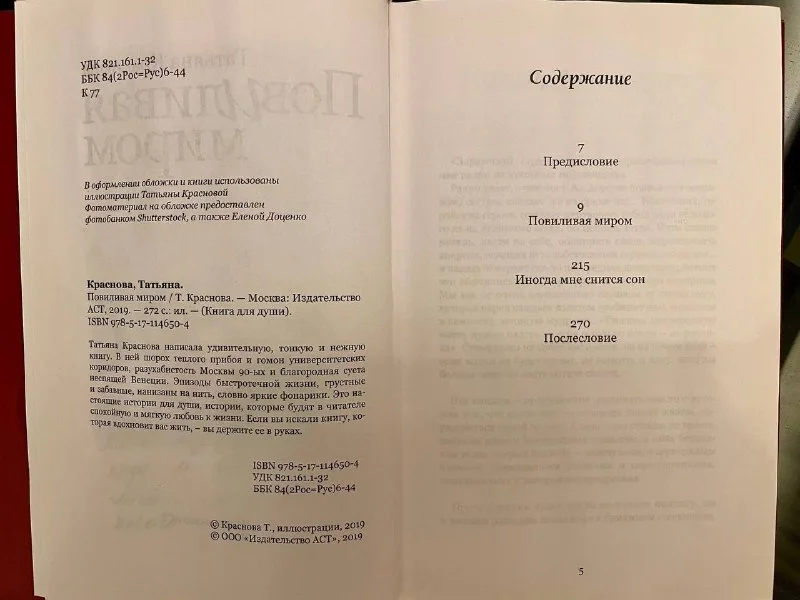 УДК 821.161.1-32
ББК 84(2Рос=Рус)6-44
К 77
В оформлении обложки и книги использованы
иллюстрации Татьяны Красновой
Фотоматериал на обложке предоставлен
фотобанком Shutterstock, а также Еленой Доценко
Краснова, Татьяна.
Повиливая миром / Т. Краснова. — Москва: Издательство
АСТ, 2019. — 272 с.: ил. — (Книга для души).
ISBN 978-5-17-114650-4
Татьяна Краснова написала удивительную, тонкую и нежную
книгу. В ней шорох теплого прибоя и гомон университетских
коридоров, разухабистость Москвы 90-ых и благородная суета
неспящей Венеции. Эпизоды быстротечной жизни, грустные
и забавные, нанизаны на нить, словно яркие фонарики. Это на-
стоящие истории для души, истории, которые будят в читателе
спокойную и мягкую любовь к жизни. Если вы искали книгу, ко-
торая вдохновит вас жить, – вы держите ее в руках.
ISBN 978-5-17-114650-4
УДК 821.161.1-32
ББК 84(2Рос=Рус)6-44
© Краснова Т., иллюстрации, 2019
© ООО «Издательство АСТ», 2019
Содержание
7
Предисловие
9
Повиливая миром
215
Иногда мне снится сон
270
Послесловие
5